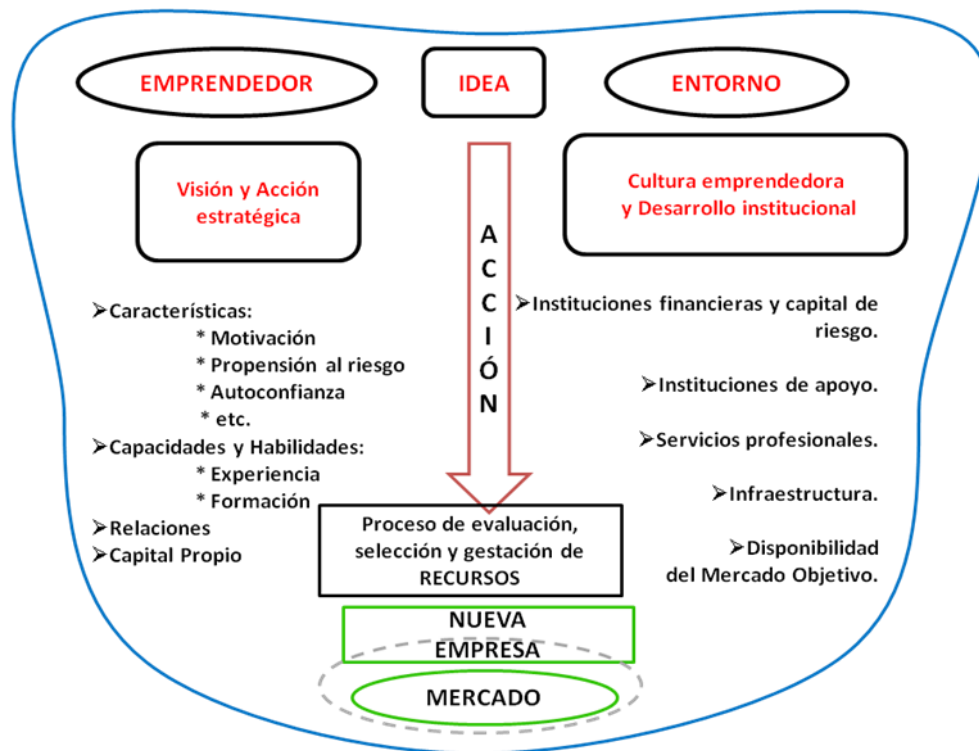 EMPRENDEDOR
IDEA
ENTORNO
Visión y Acción
estratégica
Cultura emprendedora
y Desarrollo institucional
ACCIÓN
➢Características:
* Motivación
* Propensión al riesgo
* Autoconfianza
* etc.
➢Capacidades y Habilidades:
* Experiencia
* Formación
➢Relaciones
➢Capital Propio
➢Instituciones financieras y capital de
riesgo.
➢Instituciones de apoyo.
➢Servicios profesionales.
➢Infraestructura.
➢Disponibilidad
del Mercado Objetivo.
Proceso de evaluación,
selección y gestación de
RECURSOS
NUEVA
EMPRESA
MERCADO